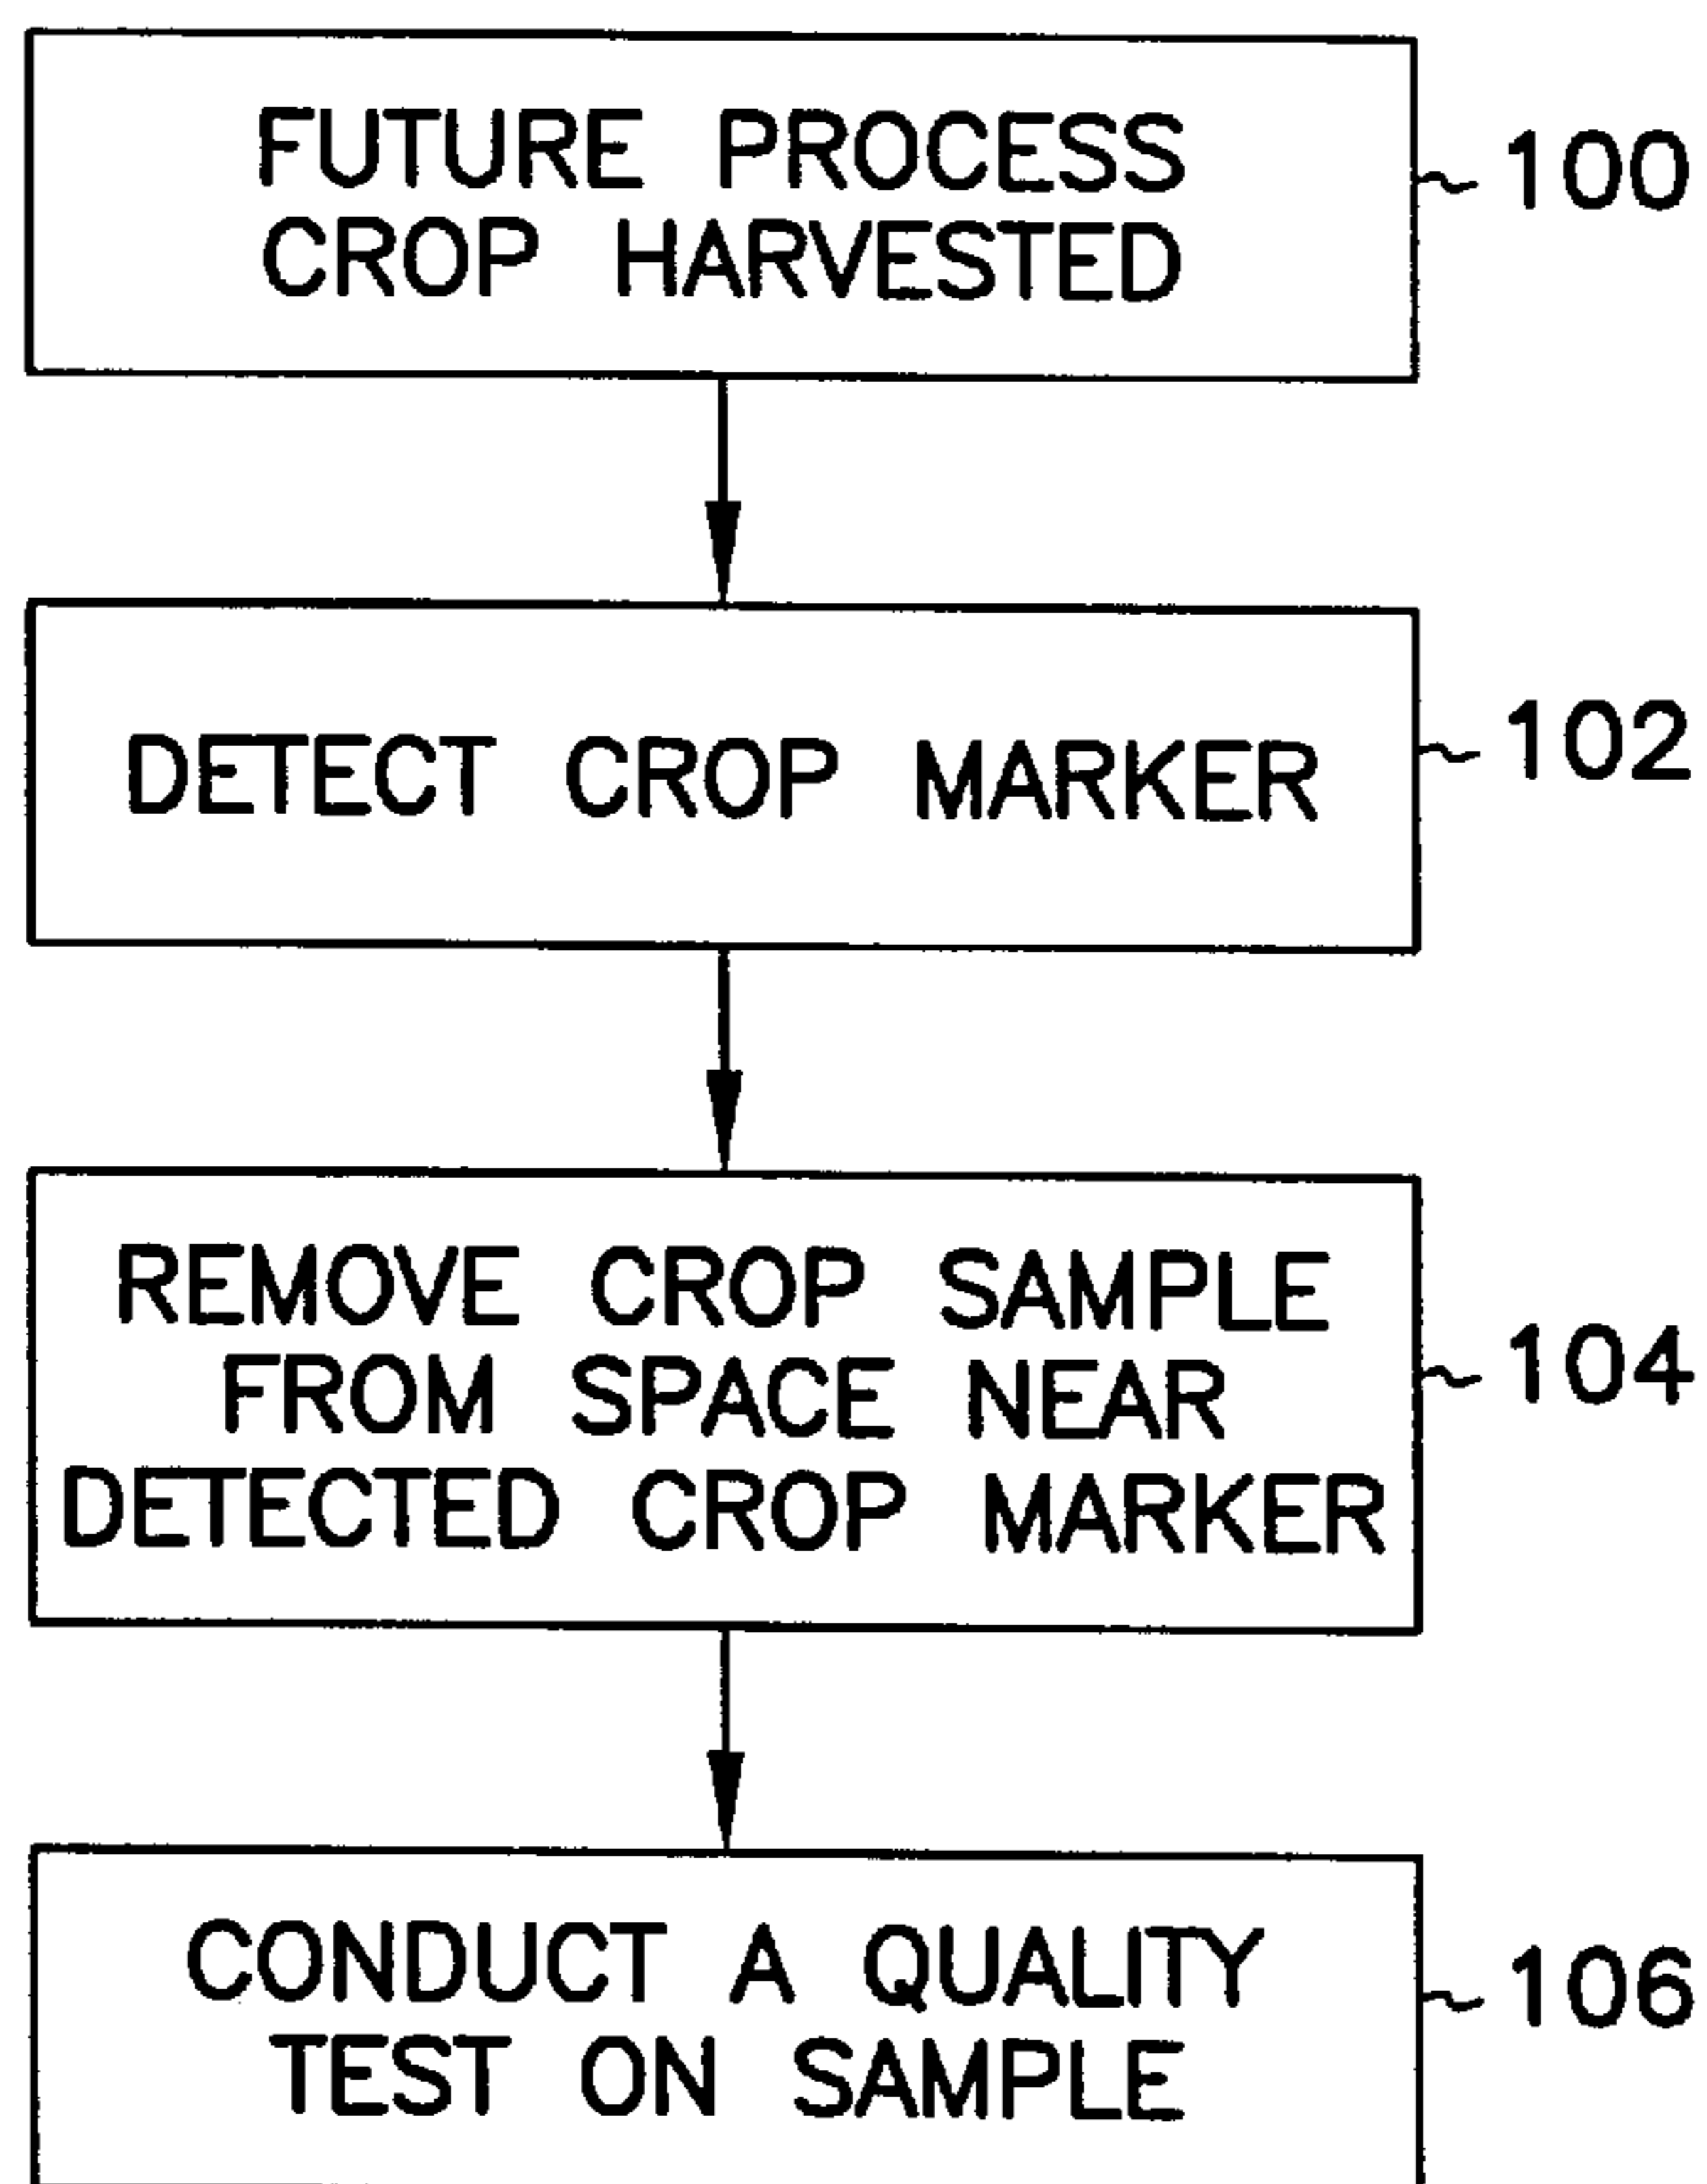 FUTURE PROCESS
CROP HARVESTED
100
DETECT CROP MARKER
102
REMOVE CROP SAMPLE
FROM SPACE NEAR
DETECTED CROP MARKER
104
CONDUCT A QUALITY
TEST ON SAMPLE
106